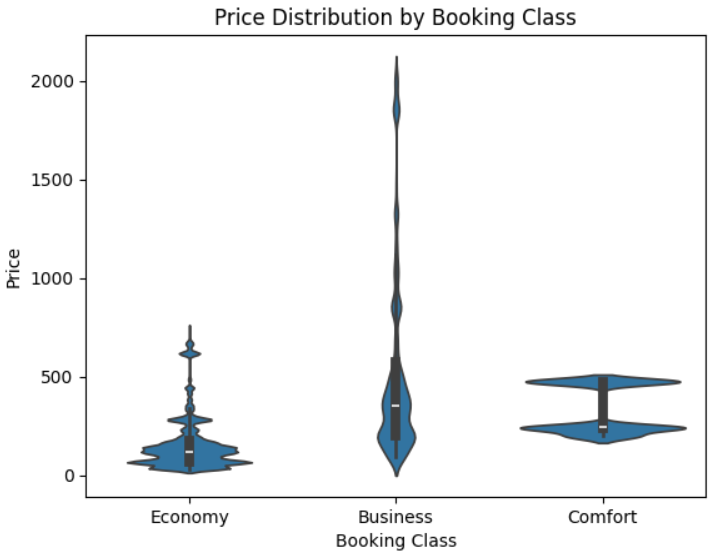 Price Distribution by Booking Class
2000
1500
1000
500
0
Price
Economy Business Comfort
Booking Class